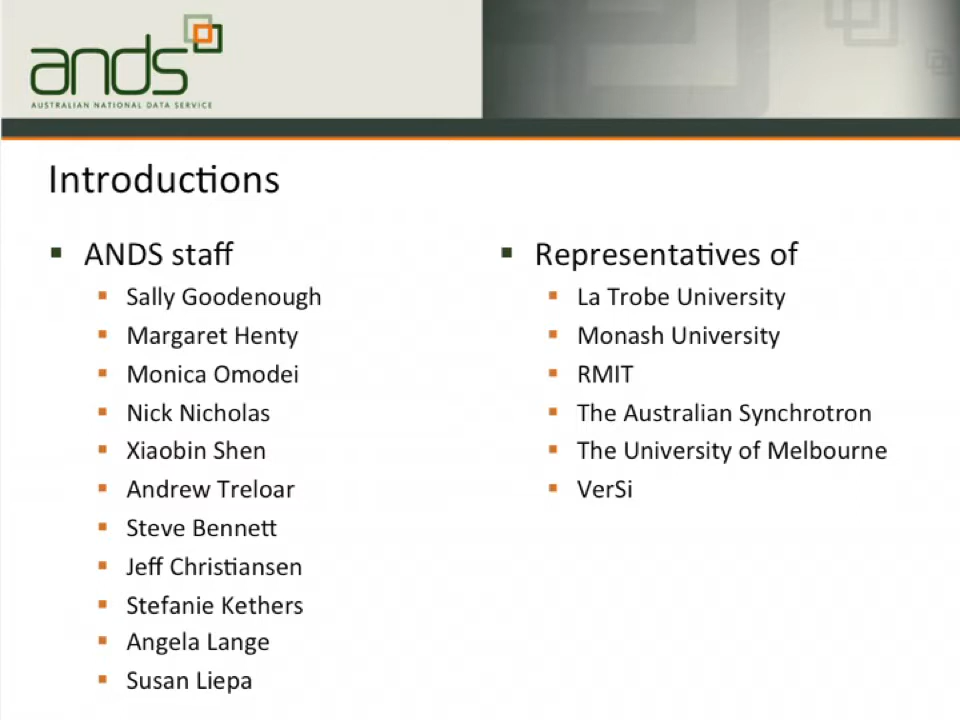 ands
AUSTRALIAN NATIONAL DATA SERVICE
Introductions
ANDS staff
Sally Goodenough
Margaret Henty
Monica Omodei
Nick Nicholas
Xiaobin Shen
Andrew Treloar
Steve Bennett
Jeff Christiansen
Stefanie Kethers
Angela Lange
Susan Liepa
Representatives of
La Trobe University
Monash University
RMIT
The Australian Synchrotron
The University of Melbourne
VerSi